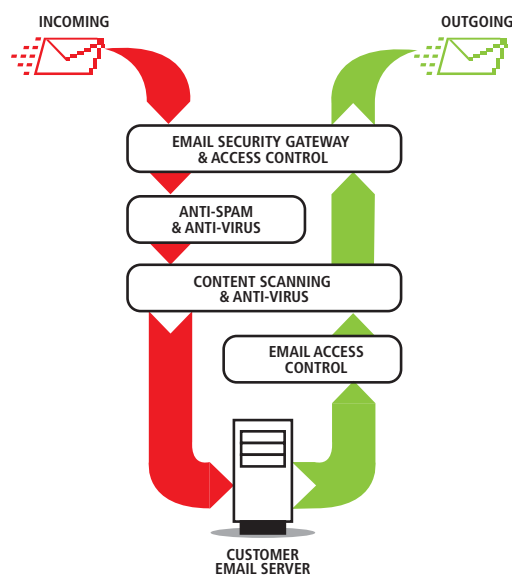 INCOMING
OUTGOING
EMAIL SECURITY GATEWAY
& ACCESS CONTROL
ANTI-SPAM
& ANTI-VIRUS
CONTENT SCANNING
& ANTI-VIRUS
EMAIL ACCESS
CONTROL
CUSTOMER
EMAIL SERVER